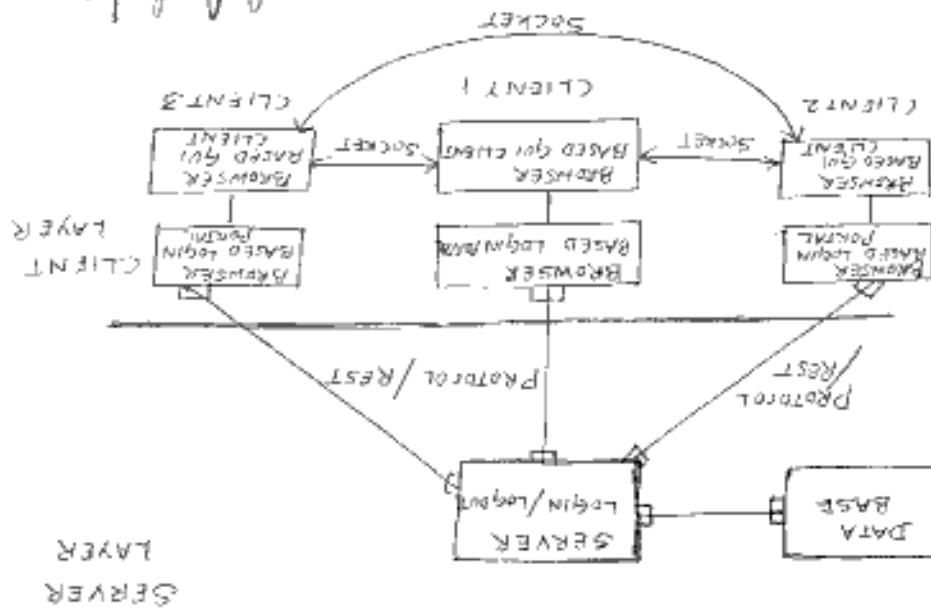 SERVER
LAYER
DATA
BASE
SERVER
LOGIN/LOGOUT
PROTOCOL
/REST
PROTOCOL/REST
CLIENT
LAYER
BROWSER
BASED LOGIN
PORTAL
BROWSER
BASED LOGIN
BROWSER
BASED LOGIN
PORTAL
BROWSER
BASED GUI
CLIENT
SOCKET
BROWSER
BASED GUI CLIENT
SOCKET
BROWSER
BASED GUI
CLIENT
CLIENT 2
CLIENT 1
CLIENT 3
SOCKET